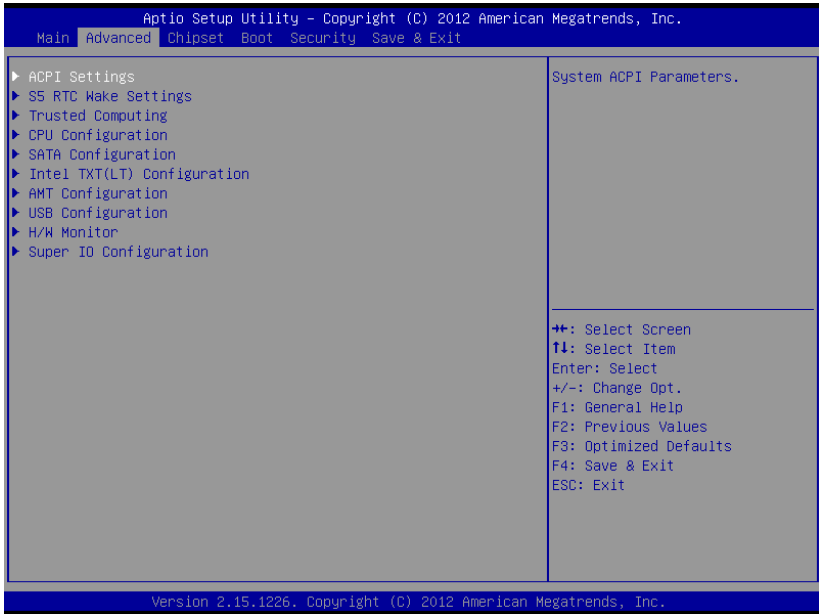 Aptio Setup Utility – Copyright (C) 2012 American Megatrends, Inc.
Main Advanced Chipset Boot Security Save & Exit
▶ ACPI Settings
▶ S5 RTC Wake Settings
▶ Trusted Computing
▶ CPU Configuration
▶ SATA Configuration
▶ Intel TXT(LT) Configuration
▶ AMT Configuration
▶ USB Configuration
▶ H/W Monitor
▶ Super IO Configuration
System ACPI Parameters.
→←: Select Screen
↑↓: Select Item
Enter: Select
+/-: Change Opt.
F1: General Help
F2: Previous Values
F3: Optimized Defaults
F4: Save & Exit
ESC: Exit
Version 2.15.1226. Copyright (C) 2012 American Megatrends, Inc.